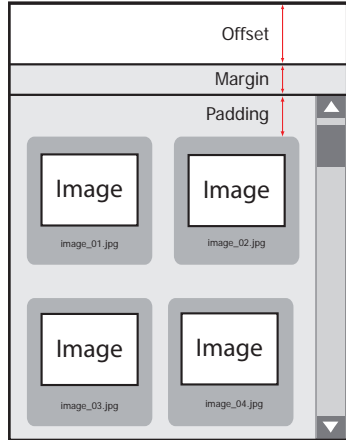 Offset
Margin
Padding
Image
image_01.jpg
Image
image_02.jpg
Image
image_03.jpg
Image
image_04.jpg